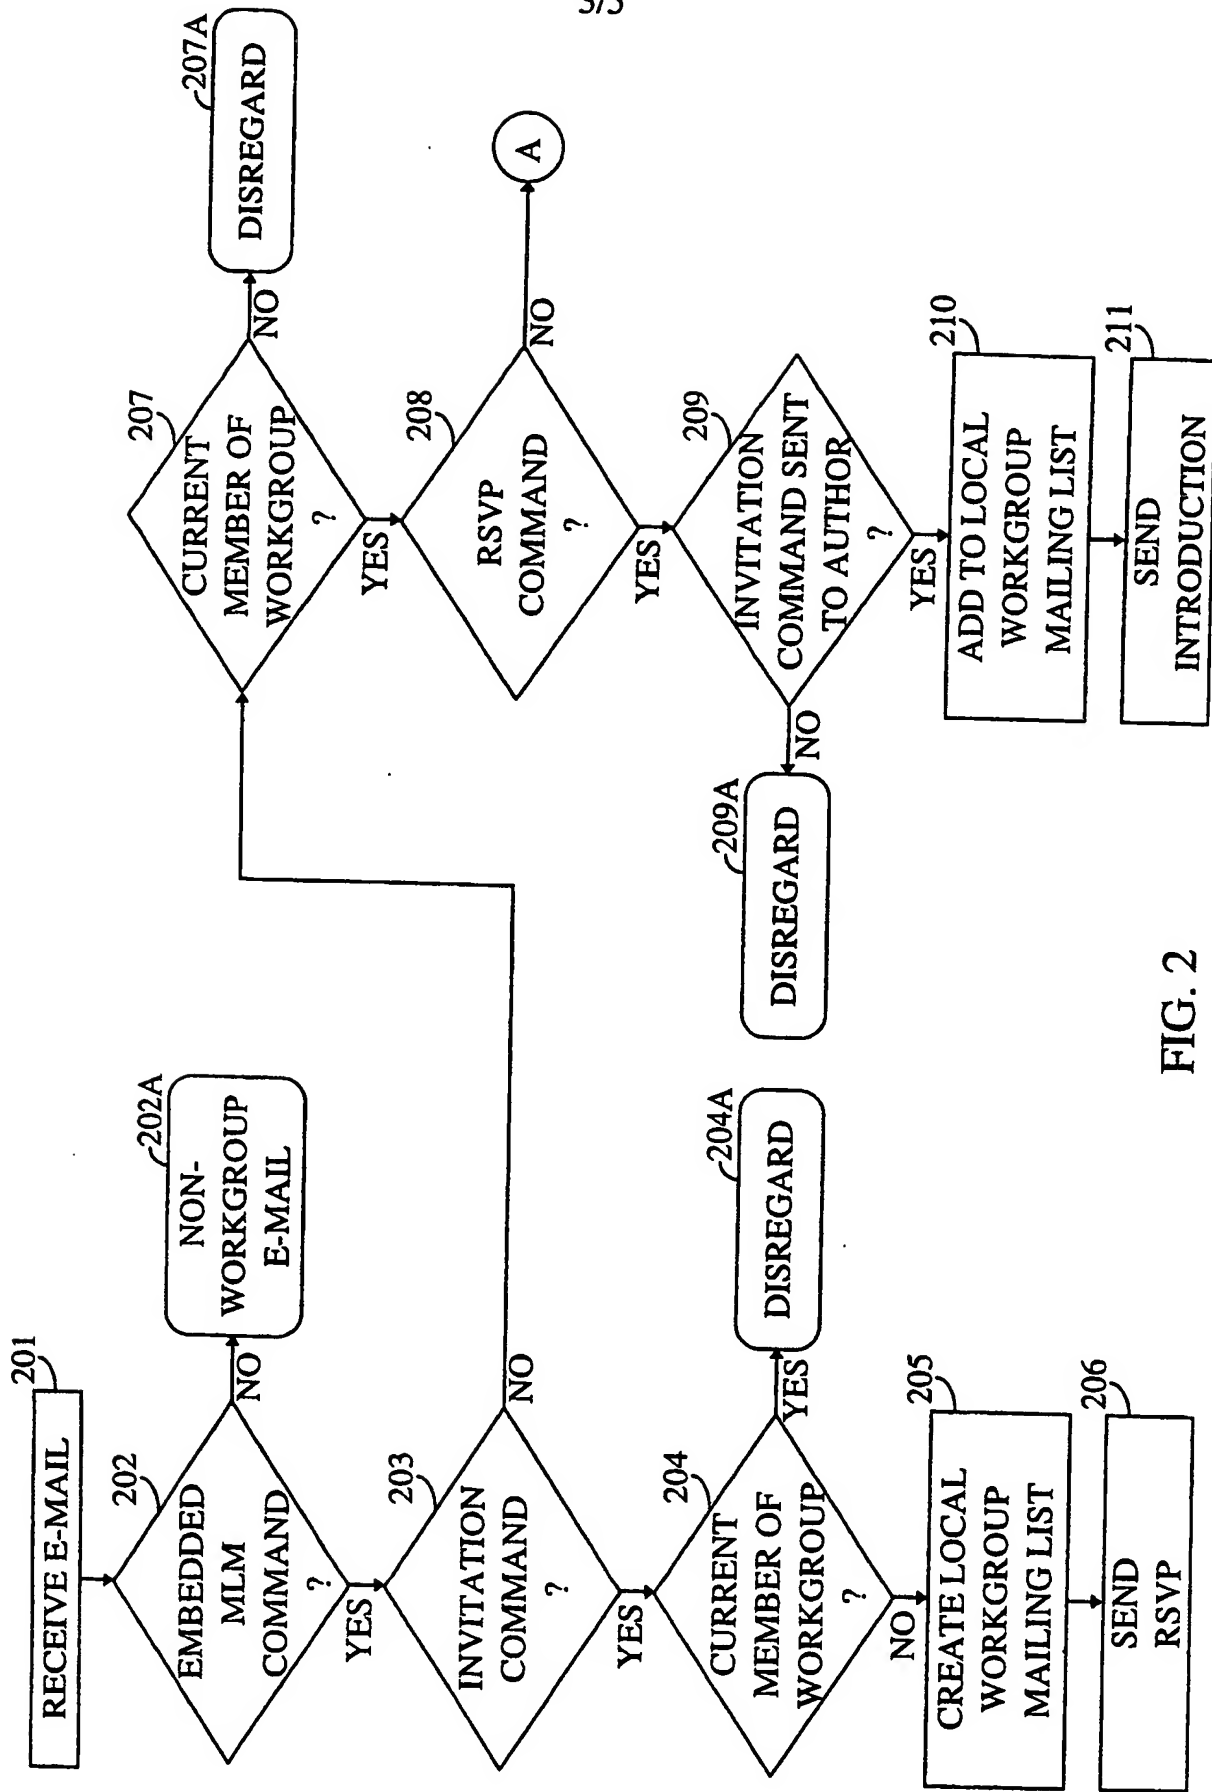 3/5
201
RECEIVE E-MAIL
202
EMBEDDED
MLM
COMMAND
?
NO
202A
NON-
WORKGROUP
E-MAIL
YES
203
INVITATION
COMMAND
?
NO
YES
204
CURRENT
MEMBER OF
WORKGROUP
?
YES
204A
DISREGARD
NO
205
CREATE LOCAL
WORKGROUP
MAILING LIST
206
SEND
RSVP
207
CURRENT
MEMBER OF
WORKGROUP
?
NO
207A
DISREGARD
YES
208
RSVP
COMMAND
?
NO
A
YES
209
INVITATION
COMMAND SENT
TO AUTHOR
?
NO
209A
DISREGARD
YES
210
ADD TO LOCAL
WORKGROUP
MAILING LIST
211
SEND
INTRODUCTION
FIG. 2